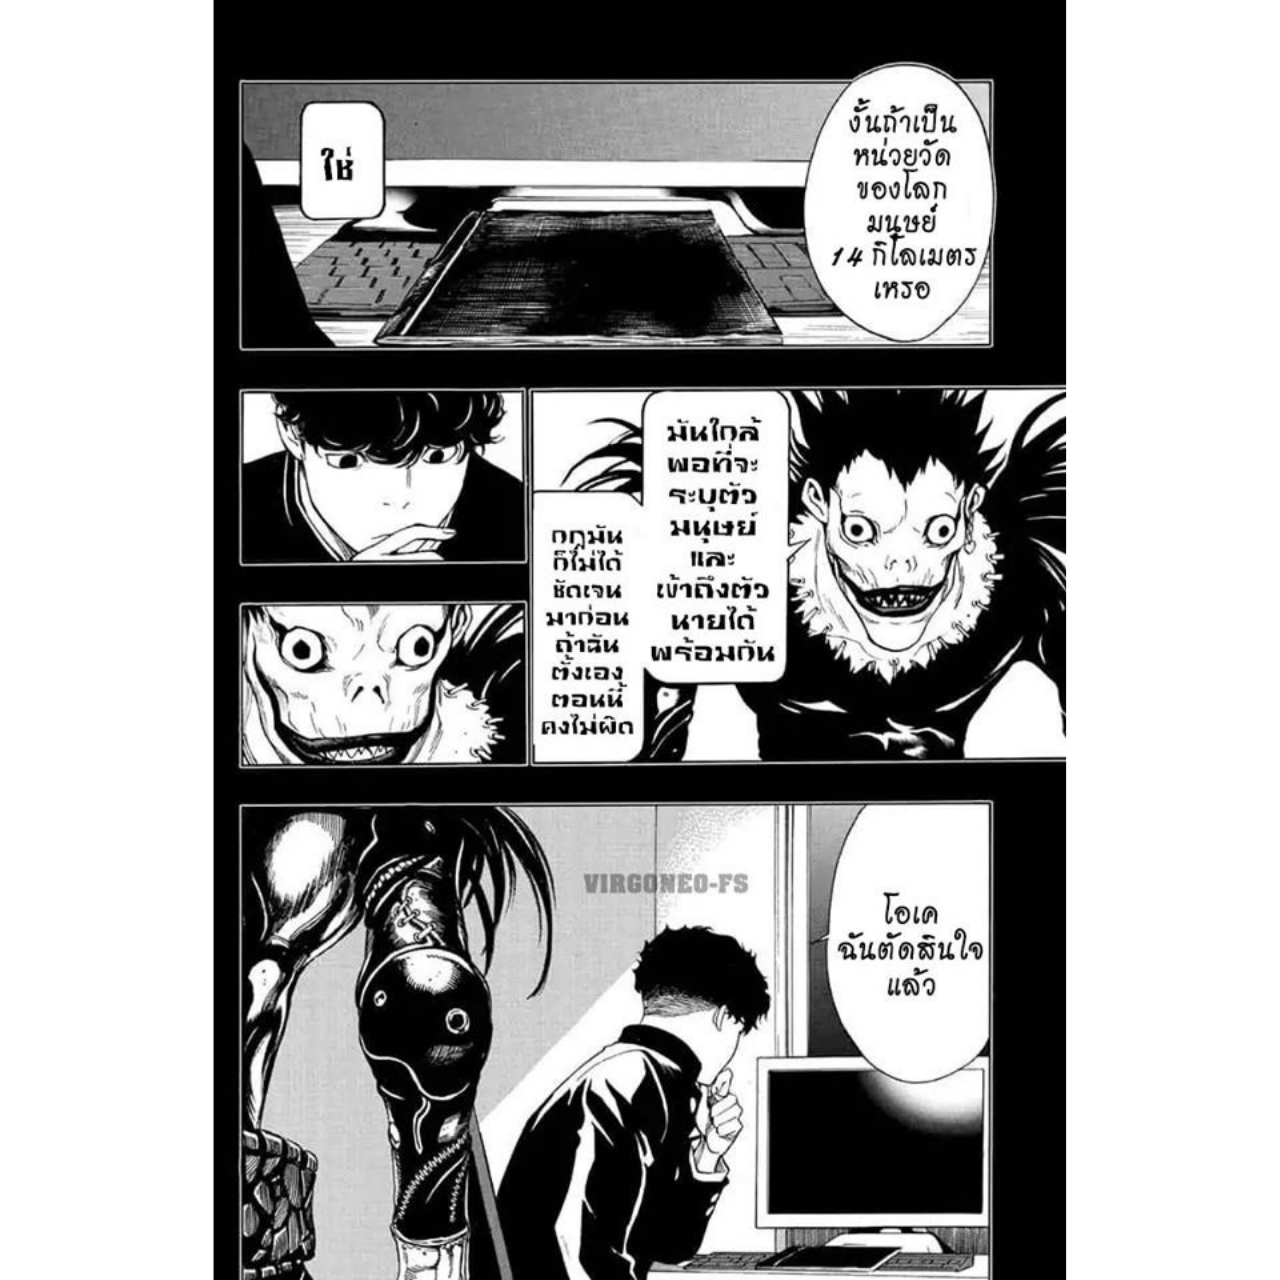 งั้นถ้าเป็น
หน่วยวัด
ของโลก
มนุษย์
14 กิโลเมตร
เหรอ
ใช่
มันใกล้
พอที่จะ
ระบุตัว
มนุษย์
และ
เข้าถึงตัว
นายได้
พร้อมกัน
กฎมัน
ก็ไม่ได้
ชัดเจน
มาก่อน
ถ้าฉัน
ตั้งเอง
ตอนนี้
คงไม่ผิด
VIRGONEO-FS
โอเค
ฉันตัดสินใจ
แล้ว